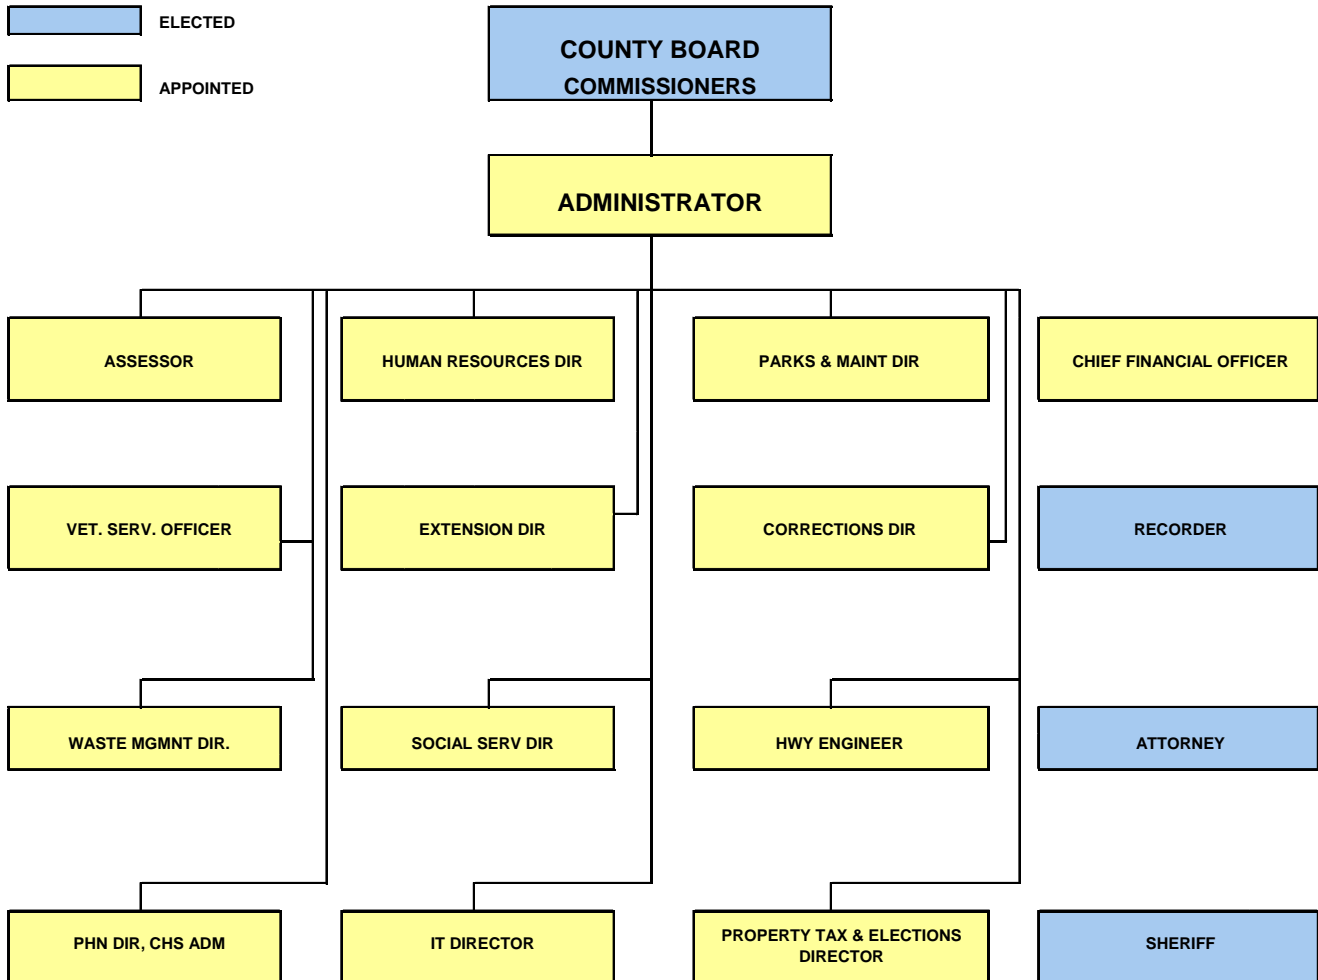 ELECTED
APPOINTED
COUNTY BOARD
COMMISSIONERS
ADMINISTRATOR
ASSESSOR
HUMAN RESOURCES DIR
PARKS & MAINT DIR
CHIEF FINANCIAL OFFICER
VET. SERV. OFFICER
EXTENSION DIR
CORRECTIONS DIR
RECORDER
WASTE MGMNT DIR.
SOCIAL SERV DIR
HWY ENGINEER
ATTORNEY
PHN DIR, CHS ADM
IT DIRECTOR
PROPERTY TAX & ELECTIONS
DIRECTOR
SHERIFF